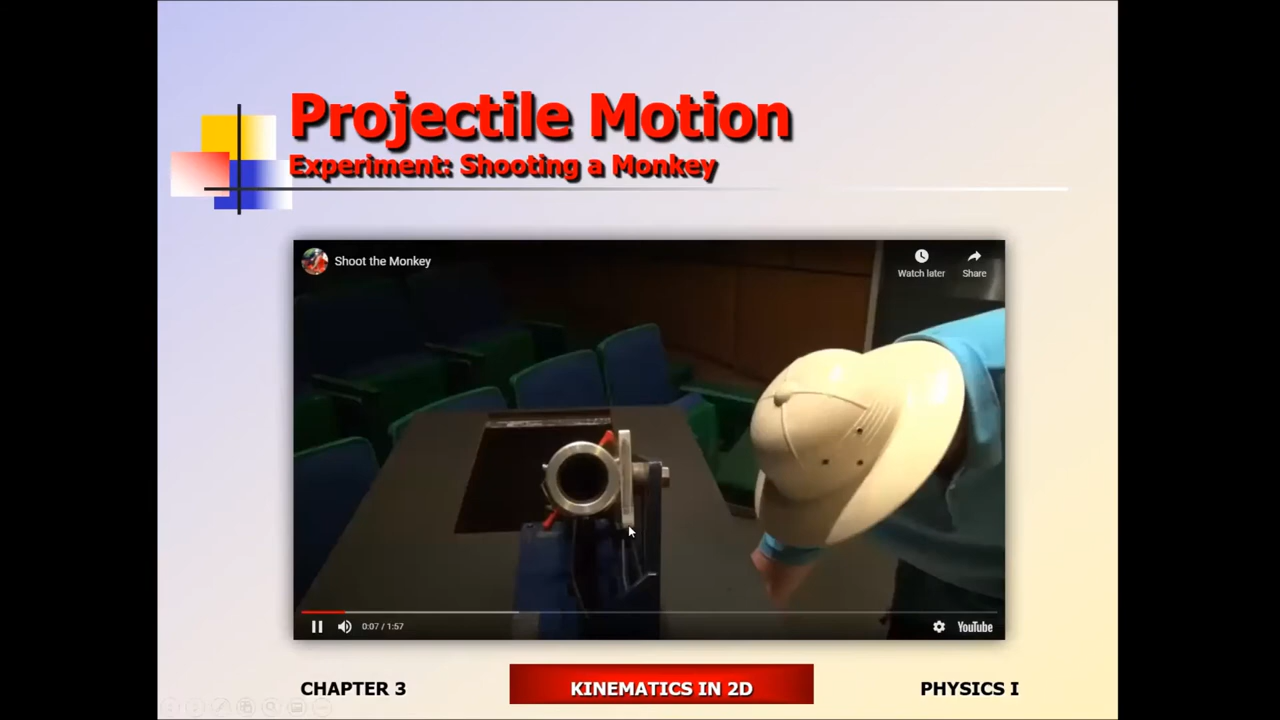 Projectile Motion
Experiment: Shooting a Monkey
Shoot the Monkey
Watch later
Share
0:07 / 1:57
YouTube
CHAPTER 3
KINEMATICS IN 2D
PHYSICS I